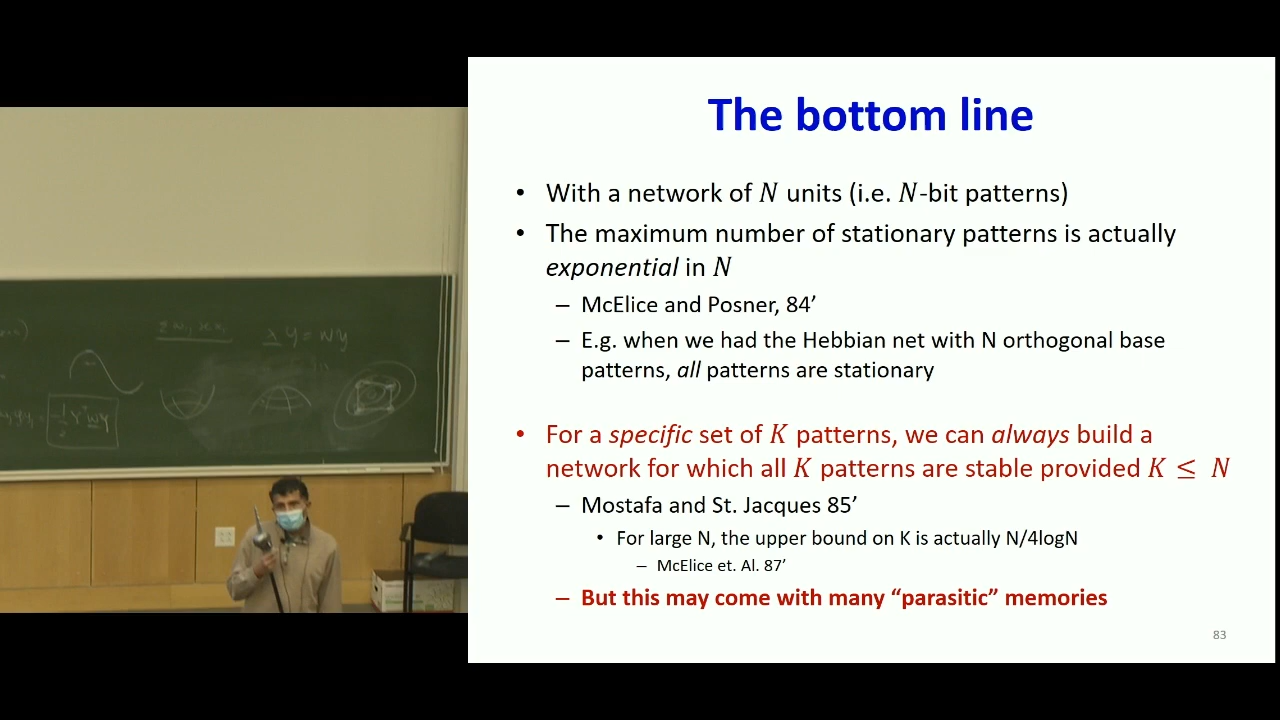 The bottom line
• With a network of N units (i.e. N-bit patterns)
• The maximum number of stationary patterns is actually
exponential in N
– McElice and Posner, 84’
– E.g. when we had the Hebbian net with N orthogonal base
patterns, all patterns are stationary
• For a specific set of K patterns, we can always build a
network for which all K patterns are stable provided K ≤ N
– Mostafa and St. Jacques 85’
• For large N, the upper bound on K is actually N/4logN
– McElice et. Al. 87’
– But this may come with many “parasitic” memories
83
λ Y = W Y